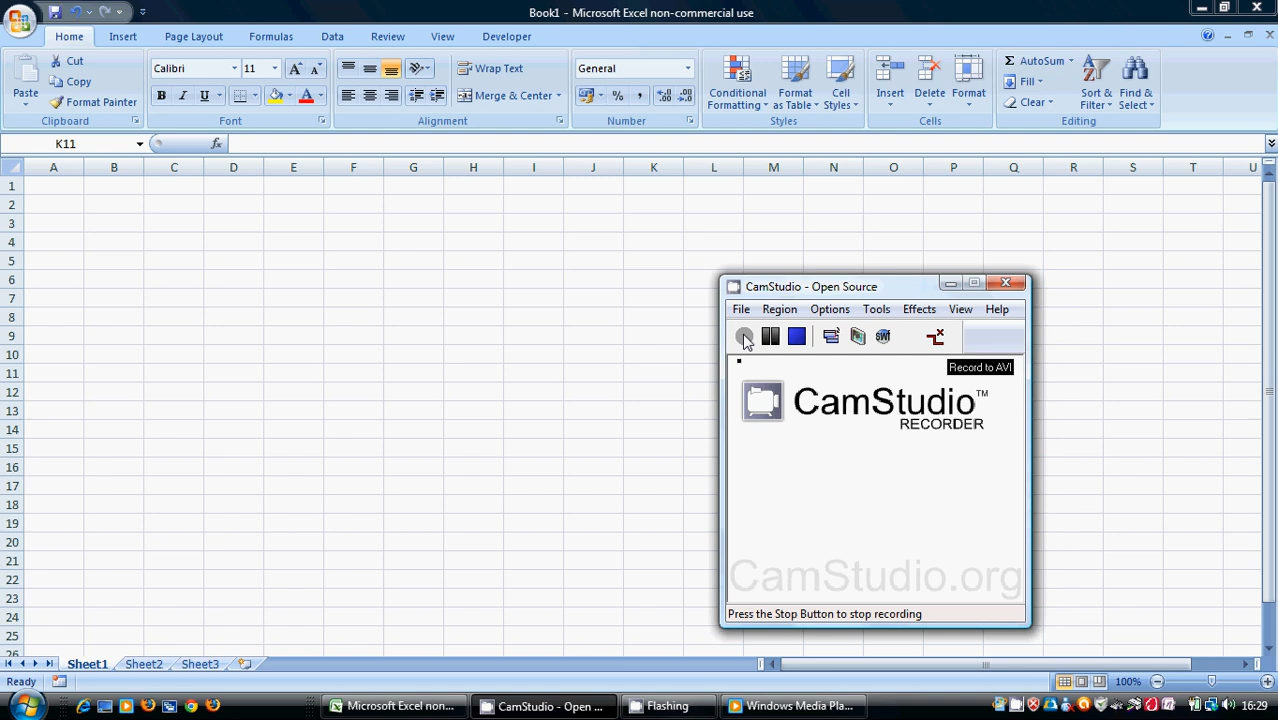 Book1 - Microsoft Excel non-commercial use
Home Insert Page Layout Formulas Data Review View Developer
Paste
Cut
Copy
Format Painter
Clipboard
Calibri 11
B I U
Font
Wrap Text
Merge & Center
Alignment
General
% ,
Number
Conditional Formatting
Format as Table
Cell Styles
Styles
Insert Delete Format
Cells
Σ AutoSum
Fill
Clear
Sort & Filter
Find & Select
Editing
K11 fx
A B C D E F G H I J K L M N O P Q R S T U
1
2
3
4
5
6
7
8
9
10
11
12
13
14
15
16
17
18
19
20
21
22
23
24
25
26
CamStudio - Open Source
File Region Options Tools Effects View Help
Record to AVI
CamStudio™
RECORDER
CamStudio.org
Press the Stop Button to stop recording
Sheet1 Sheet2 Sheet3
Ready 100%
Microsoft Excel non... CamStudio - Open ... Flashing Windows Media Pla... 16:29